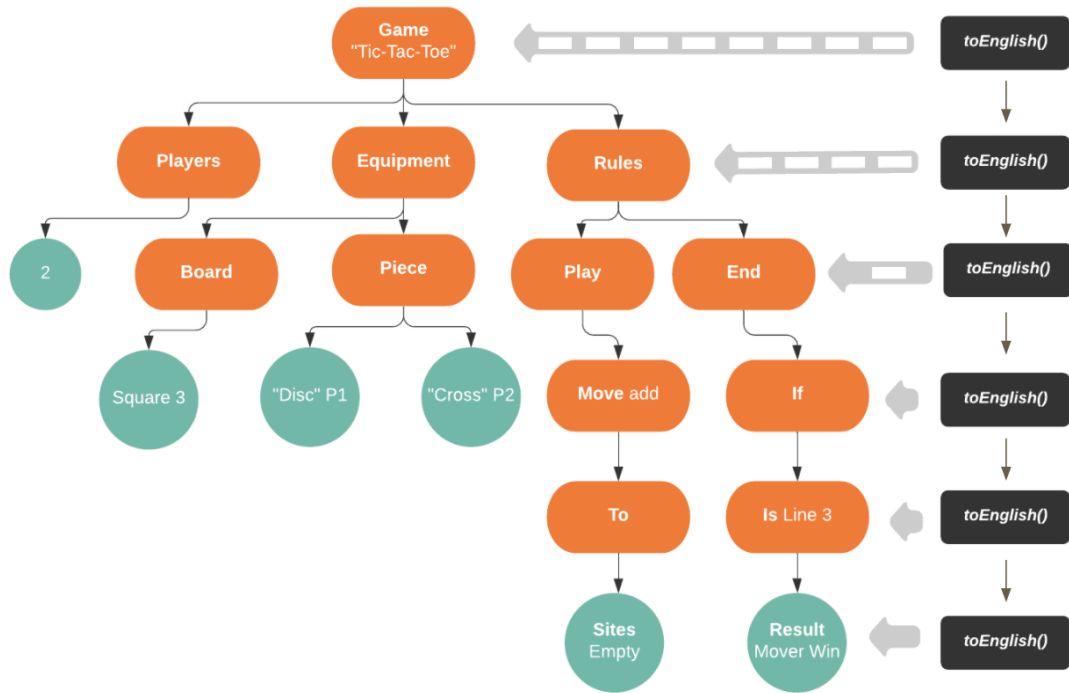 Game
"Tic-Tac-Toe"
toEnglish()
Players
Equipment
Rules
toEnglish()
2
Board
Piece
Play
End
toEnglish()
Square 3
"Disc" P1
"Cross" P2
Move add
If
toEnglish()
To
Is Line 3
toEnglish()
Sites
Empty
Result
Mover Win
toEnglish()